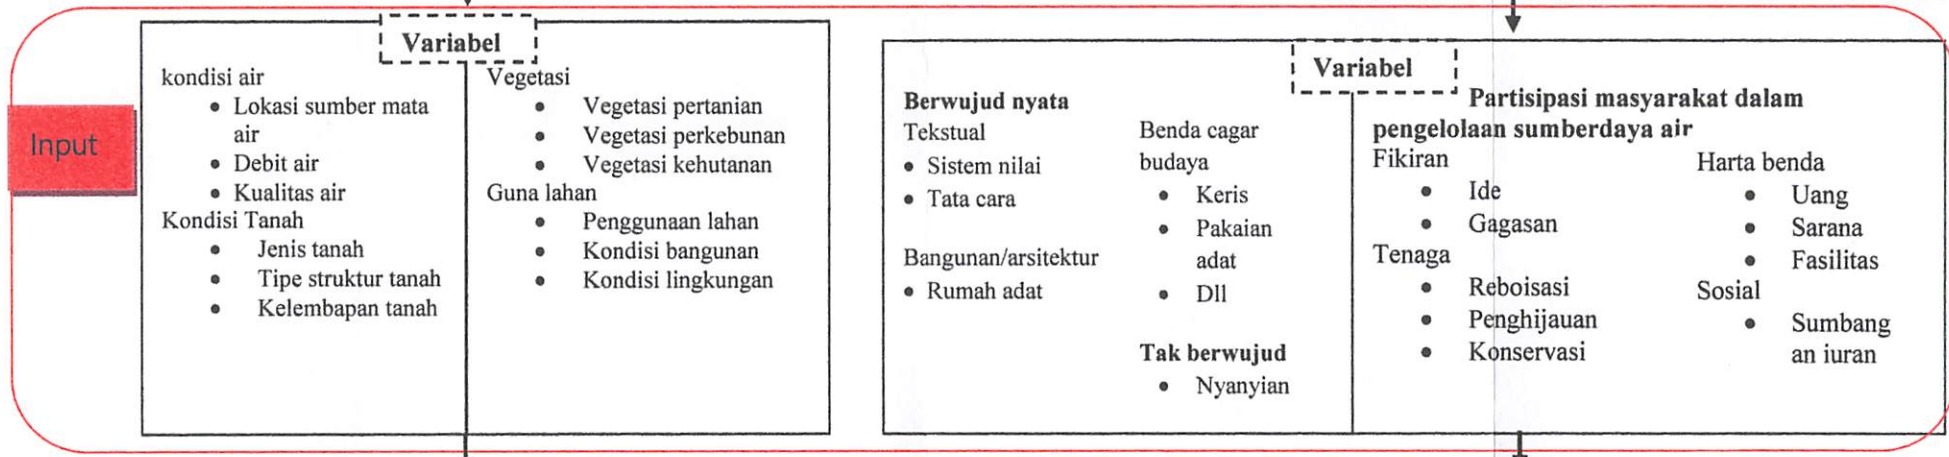 Input
Variabel
kondisi air
• Lokasi sumber mata
air
• Debit air
• Kualitas air
Kondisi Tanah
• Jenis tanah
• Tipe struktur tanah
• Kelembapan tanah
Vegetasi
• Vegetasi pertanian
• Vegetasi perkebunan
• Vegetasi kehutanan
Guna lahan
• Penggunaan lahan
• Kondisi bangunan
• Kondisi lingkungan
Variabel
Berwujud nyata
Tekstual
• Sistem nilai
• Tata cara
Bangunan/arsitektur
• Rumah adat
Benda cagar
budaya
• Keris
• Pakaian
adat
• Dll
Tak berwujud
• Nyanyian
Partisipasi masyarakat dalam
pengelolaan sumberdaya air
Fikiran
• Ide
• Gagasan
Tenaga
• Reboisasi
• Penghijauan
• Konservasi
Harta benda
• Uang
• Sarana
• Fasilitas
Sosial
• Sumbang
an iuran